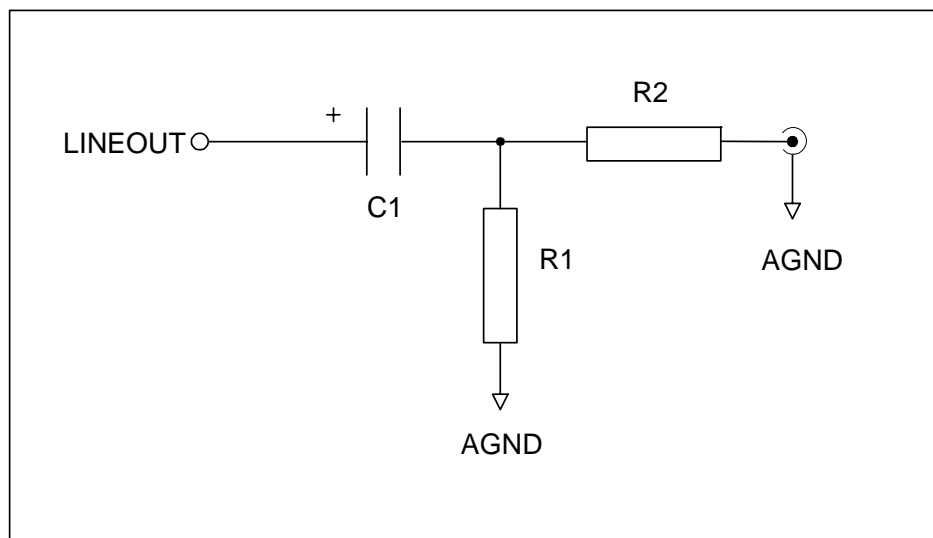 R2
+
LINEOUT
C1
R1
AGND
AGND